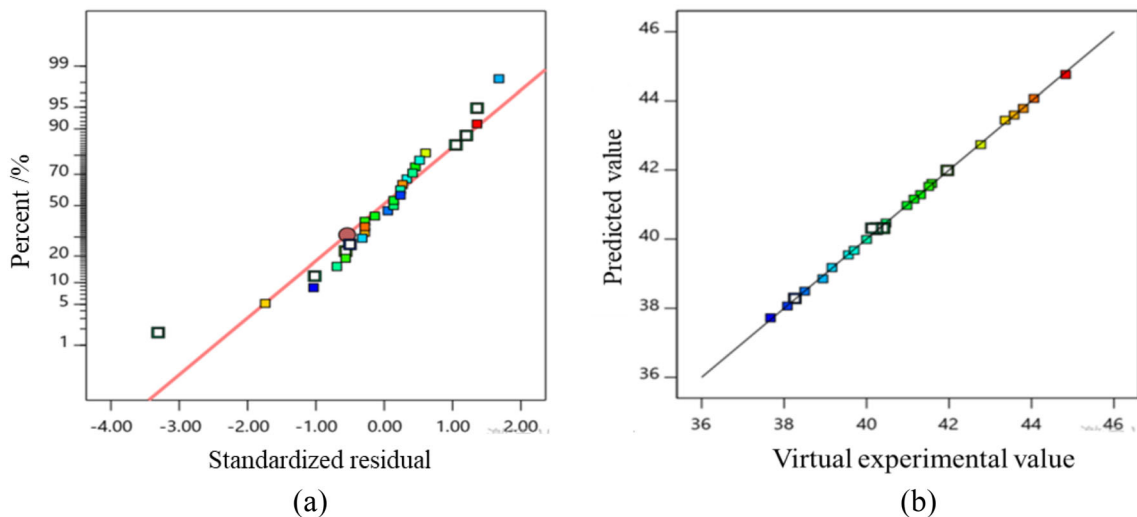 99
95
90
70
50
20
10
5
1
Percent /%
-4.00 -3.00 -2.00 -1.00 0.00 1.00 2.00
Standardized residual
(a)
46
44
42
40
38
36
Predicted value
36 38 40 42 44 46
Virtual experimental value
(b)